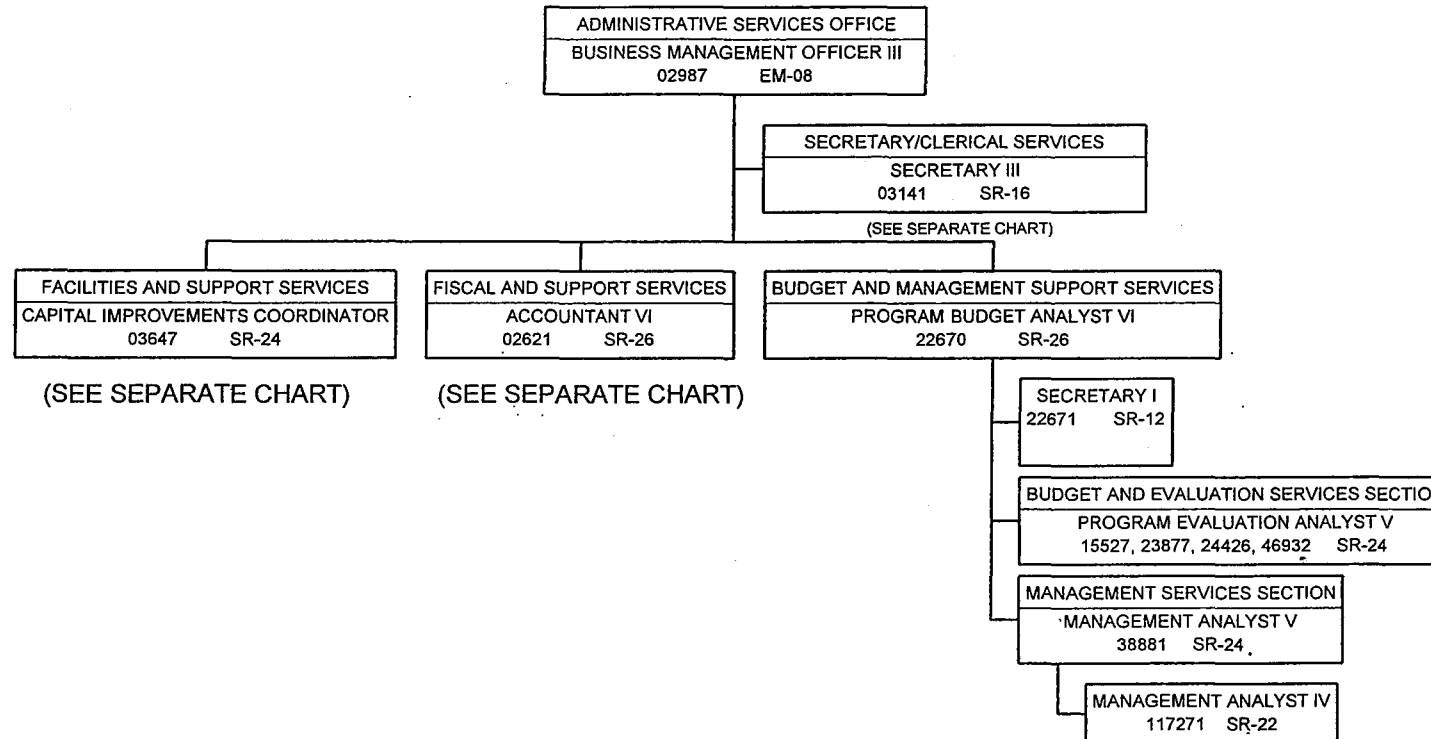 ADMINISTRATIVE SERVICES OFFICE
BUSINESS MANAGEMENT OFFICER III
02987 EM-08
SECRETARY/CLERICAL SERVICES
SECRETARY III
03141 SR-16
(SEE SEPARATE CHART)
FACILITIES AND SUPPORT SERVICES
CAPITAL IMPROVEMENTS COORDINATOR
03647 SR-24
(SEE SEPARATE CHART)
FISCAL AND SUPPORT SERVICES
ACCOUNTANT VI
02621 SR-26
(SEE SEPARATE CHART)
BUDGET AND MANAGEMENT SUPPORT SERVICES
PROGRAM BUDGET ANALYST VI
22670 SR-26
SECRETARY I
22671 SR-12
BUDGET AND EVALUATION SERVICES SECTIO
PROGRAM EVALUATION ANALYST V
15527, 23877, 24426, 46932 SR-24
MANAGEMENT SERVICES SECTION
MANAGEMENT ANALYST V
38881 SR-24
MANAGEMENT ANALYST IV
117271 SR-22